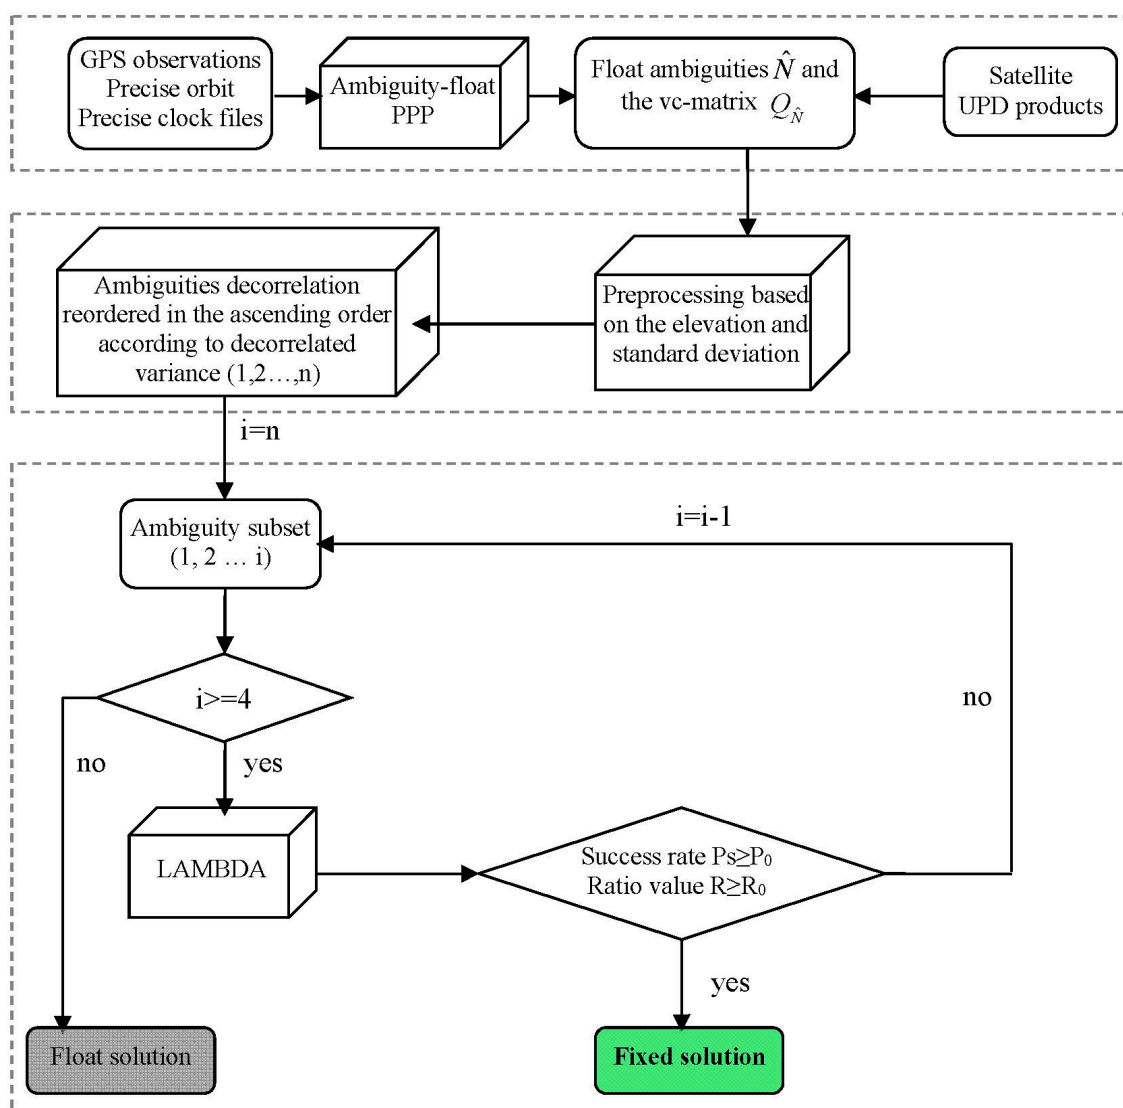 GPS observations
Precise orbit
Precise clock files
Ambiguity-float
PPP
Float ambiguities N̂ and
the vc-matrix Q_N̂
Satellite
UPD products
Ambiguities decorrelation
reordered in the ascending order
according to decorrelated
variance (1,2…,n)
Preprocessing based
on the elevation and
standard deviation
i=n
Ambiguity subset
(1, 2 … i)
i=i-1
i>=4
no
yes
no
LAMBDA
Success rate Ps≥P₀
Ratio value R≥R₀
yes
Float solution
Fixed solution